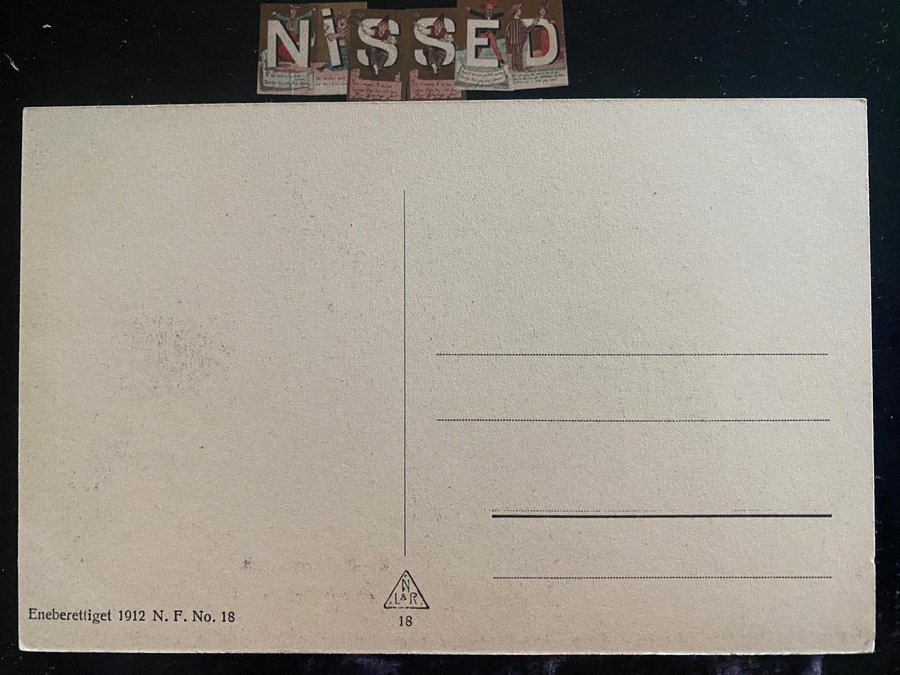 NiSSED
Eneberettiget 1912 N. F. No. 18
N
L & R.
18